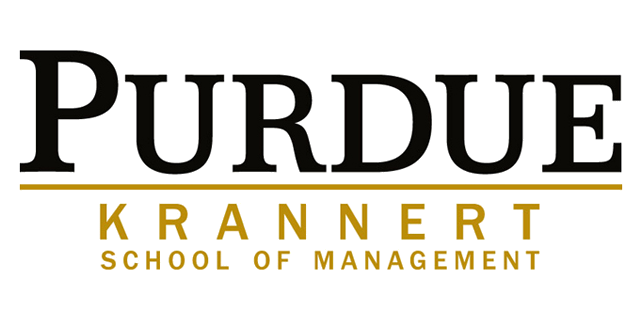 PURDUE
KRANNERT
SCHOOL OF MANAGEMENT